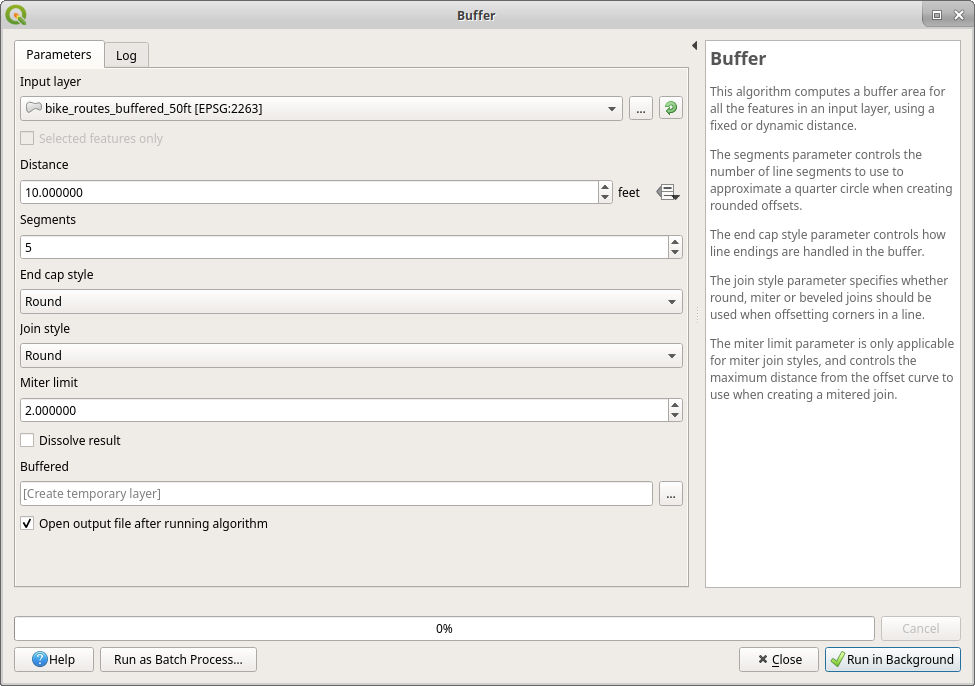 Buffer
Parameters
Log
Input layer
bike_routes_buffered_50ft [EPSG:2263]
...
Selected features only
Distance
10.000000
feet
Segments
5
End cap style
Round
Join style
Round
Miter limit
2.000000
Dissolve result
Buffered
[Create temporary layer]
...
Open output file after running algorithm
Buffer
This algorithm computes a buffer area for
all the features in an input layer, using a
fixed or dynamic distance.
The segments parameter controls the
number of line segments to use to
approximate a quarter circle when creating
rounded offsets.
The end cap style parameter controls how
line endings are handled in the buffer.
The join style parameter specifies whether
round, miter or beveled joins should be
used when offsetting corners in a line.
The miter limit parameter is only applicable
for miter join styles, and controls the
maximum distance from the offset curve to
use when creating a mitered join.
0%
Cancel
Help
Run as Batch Process...
Close
Run in Background